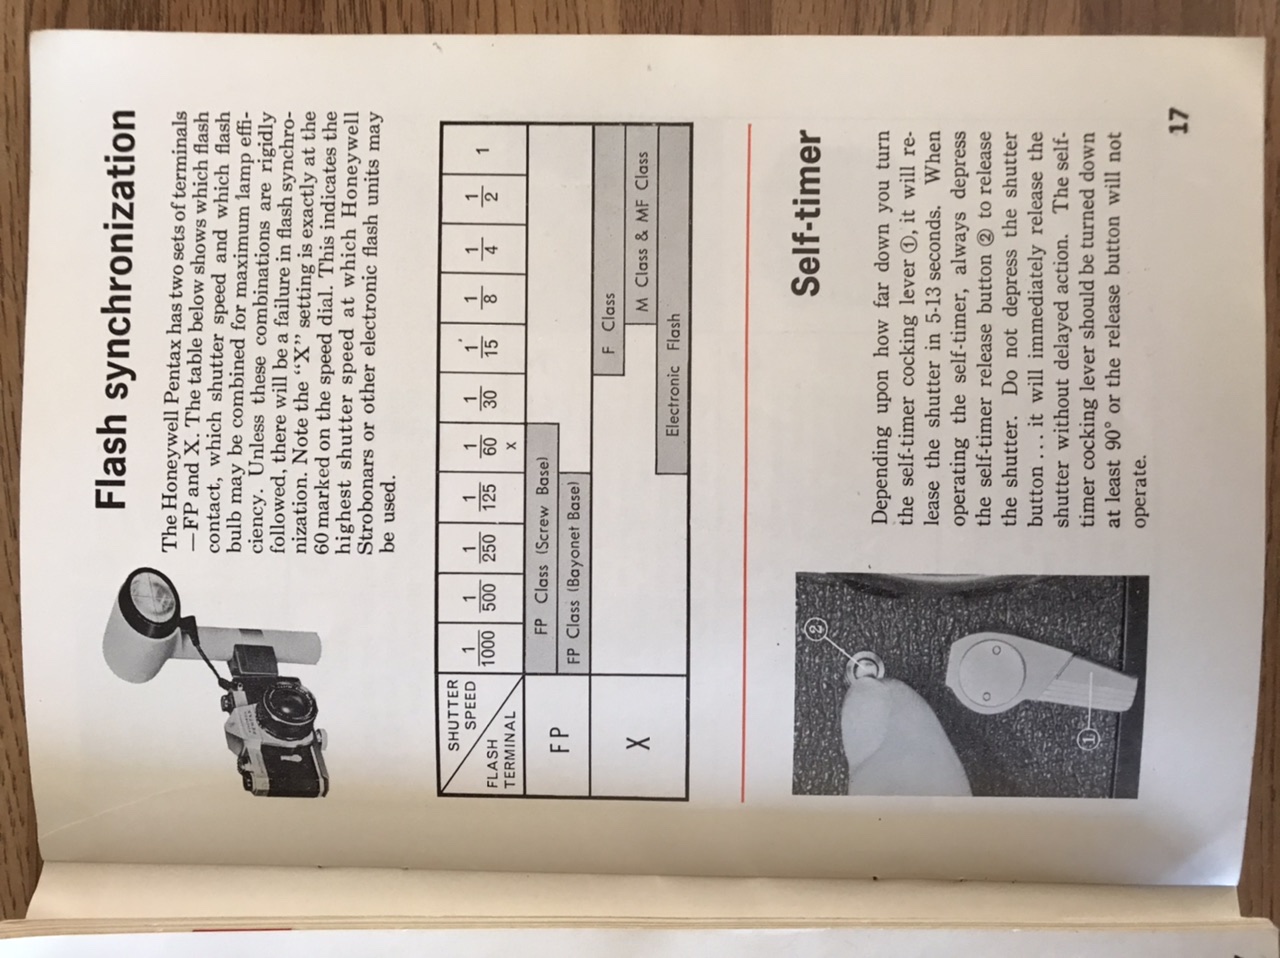 Flash synchronization
The Honeywell Pentax has two sets of terminals
—FP and X. The table below shows which flash
contact, which shutter speed and which flash
bulb may be combined for maximum lamp effi-
ciency. Unless these combinations are rigidly
followed, there will be a failure in flash synchro-
nization. Note the “X” setting is exactly at the
60 marked on the speed dial. This indicates the
highest shutter speed at which Honeywell
Strobonars or other electronic flash units may
be used.
SHUTTER
SPEED
FLASH
TERMINAL
1/1000 1/500 1/250 1/125 1/60 1/30 1/15 1/8 1/4 1/2 1
X
FP
FP Class (Screw Base)
FP Class (Bayonet Base)
X
F Class
M Class & MF Class
Electronic Flash
Self-timer
Depending upon how far down you turn
the self-timer cocking lever ①, it will re-
lease the shutter in 5-13 seconds. When
operating the self-timer, always depress
the self-timer release button ② to release
the shutter. Do not depress the shutter
button ... it will immediately release the
shutter without delayed action. The self-
timer cocking lever should be turned down
at least 90° or the release button will not
operate.
②
①
17